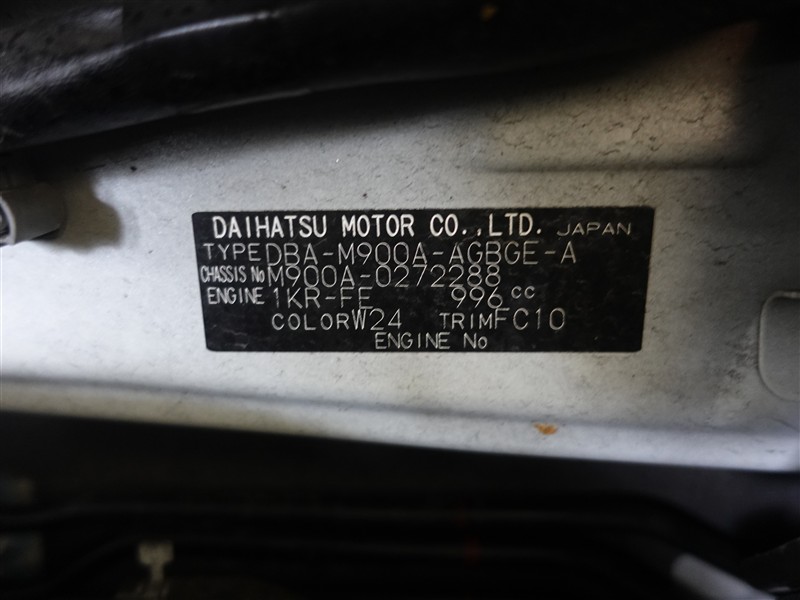 DAIHATSU MOTOR CO.,LTD. JAPAN
TYPE DBA-M900A-AGBGE-A
CHASSIS No M900A-0272288
ENGINE 1KR-FE 996 cc
COLOR W24 TRIM FC10
ENGINE No